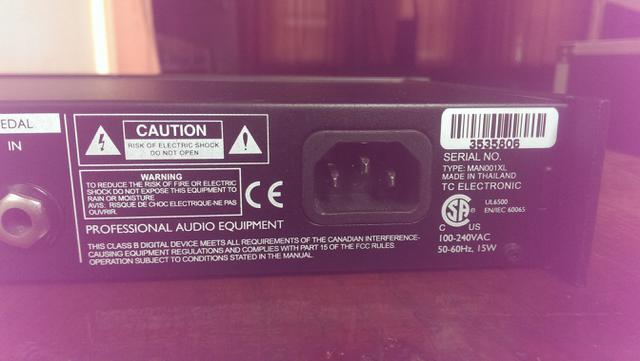 EDAL
IN
CAUTION
RISK OF ELECTRIC SHOCK
DO NOT OPEN
WARNING
TO REDUCE THE RISK OF FIRE OR ELECTRIC
SHOCK DO NOT EXPOSE THIS EQUIPMENT TO
RAIN OR MOISTURE
AVIS: RISQUE DE CHOC ELECTRIQUE-NE PAS
OUVRIR.
CE
PROFESSIONAL AUDIO EQUIPMENT
THIS CLASS B DIGITAL DEVICE MEETS ALL REQUIREMENTS OF THE CANADIAN INTERFERENCE-
CAUSING EQUIPMENT REGULATIONS AND COMPLIES WITH PART 15 OF THE FCC RULES
OPERATION SUBJECT TO CONDITIONS STATED IN THE MANUAL.
3535806
SERIAL NO.
TYPE: MAN001XL
MADE IN THAILAND
TC ELECTRONIC
SA ®
UL6500
EN/IEC 60065
C US
100-240VAC
50-60Hz, 15W